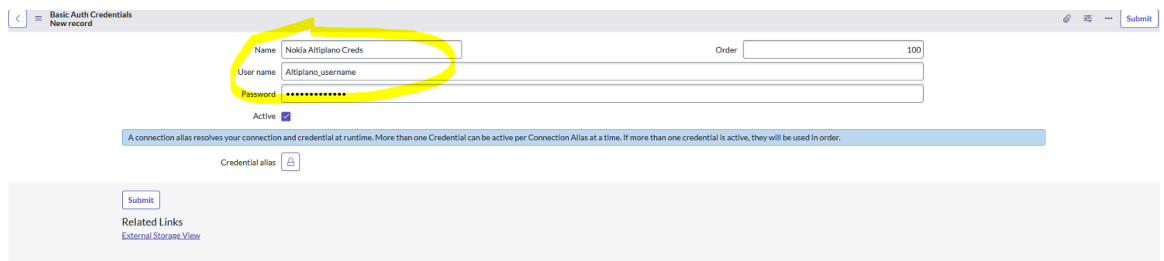 Basic Auth Credentials
New record
Submit
Name Nokia Altiplano Creds Order 100
User name Altiplano_username
Password •••••••••••••
Active
A connection alias resolves your connection and credential at runtime. More than one Credential can be active per Connection Alias at a time. If more than one credential is active, they will be used in order.
Credential alias
Submit
Related Links
External Storage View